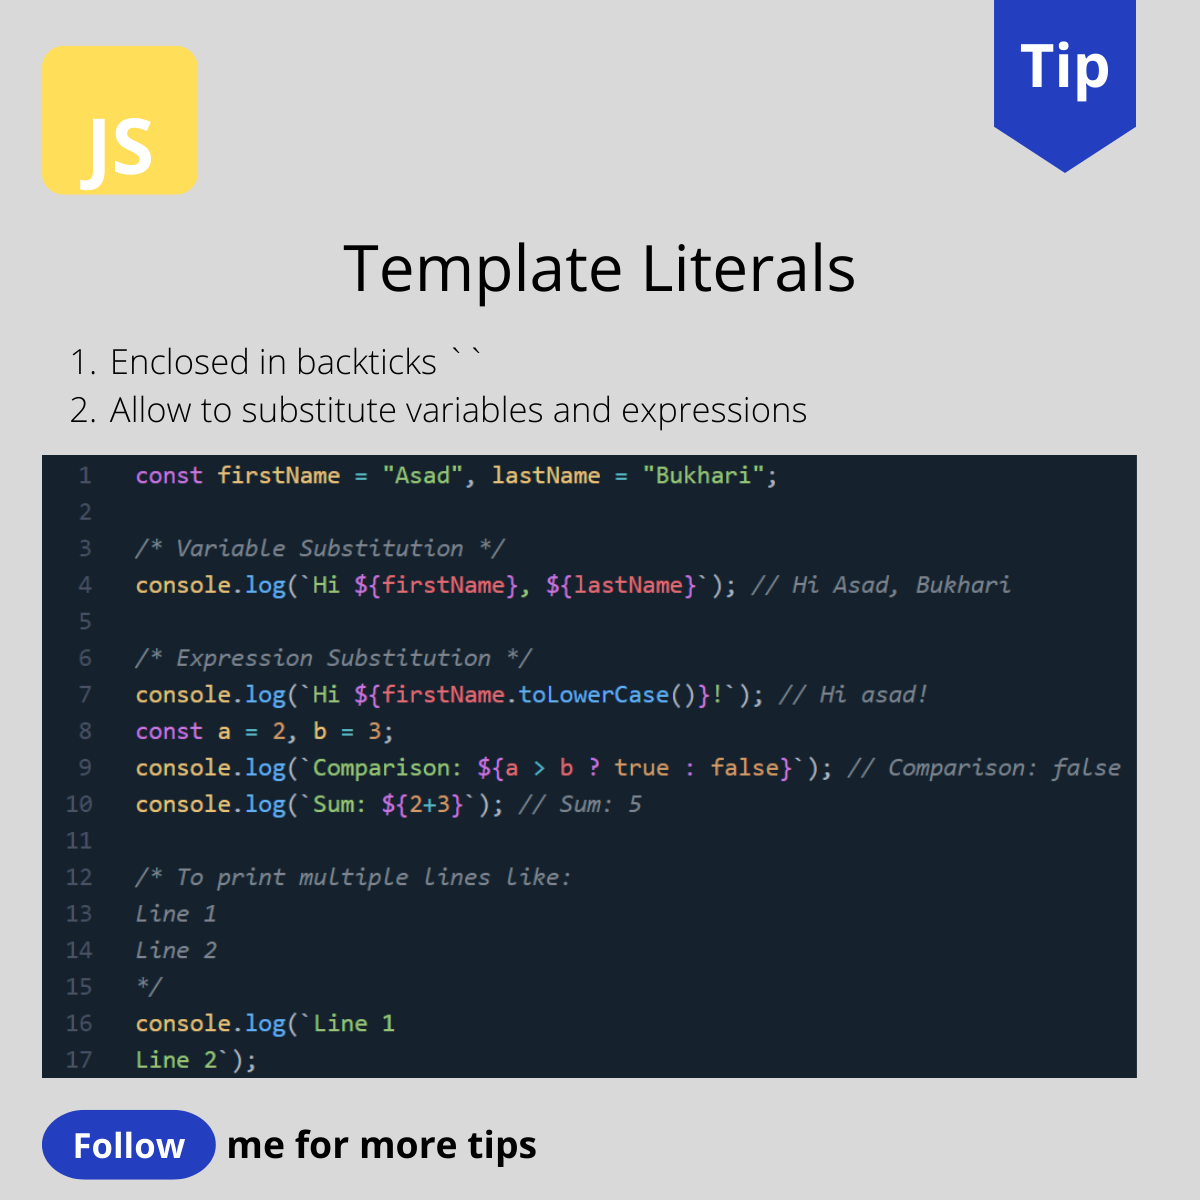 JS
Tip
Template Literals
1. Enclosed in backticks ``
2. Allow to substitute variables and expressions
1 const firstName = "Asad", lastName = "Bukhari";
2
3 /* Variable Substitution */
4 console.log(`Hi ${firstName}, ${lastName}`); // Hi Asad, Bukhari
5
6 /* Expression Substitution */
7 console.log(`Hi ${firstName.toLowerCase()}!`); // Hi asad!
8 const a = 2, b = 3;
9 console.log(`Comparison: ${a > b ? true : false}`); // Comparison: false
10 console.log(`Sum: ${2+3}`); // Sum: 5
11
12 /* To print multiple lines like:
13 Line 1
14 Line 2
15 */
16 console.log(`Line 1
17 Line 2`);
Follow me for more tips